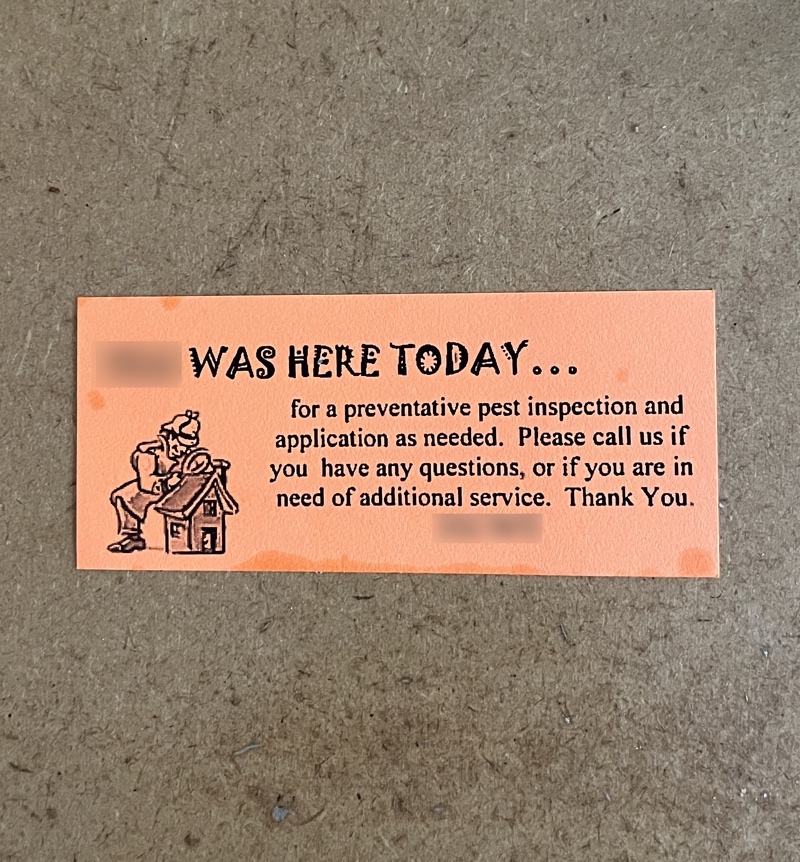 WAS HERE TODAY...
for a preventative pest inspection and
application as needed. Please call us if
you have any questions, or if you are in
need of additional service. Thank You.